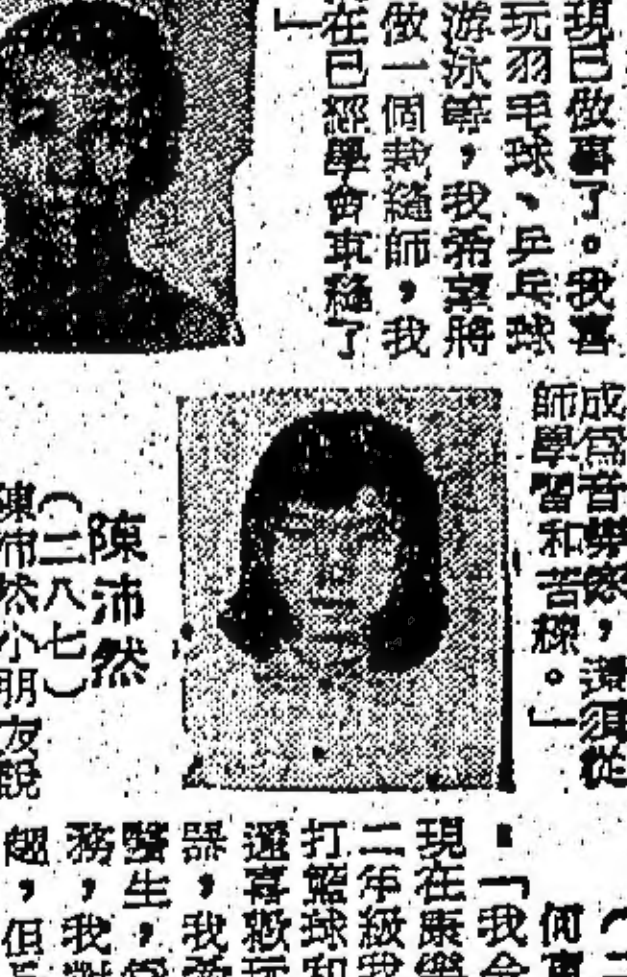 現已做事了。我喜
玩羽毛球、乒乓球
游泳等，我希望將
做一個裁縫師，我
在已經學會車縫了
」
成為音樂家，還須從
師學習和苦練。」
陳沛然
（二八七）
陳沛然小朋友說
何
：「我今
現在康樂
二年級我
打籃球和
還喜歡玩
器，我
醫生，
務，我對
趣，但